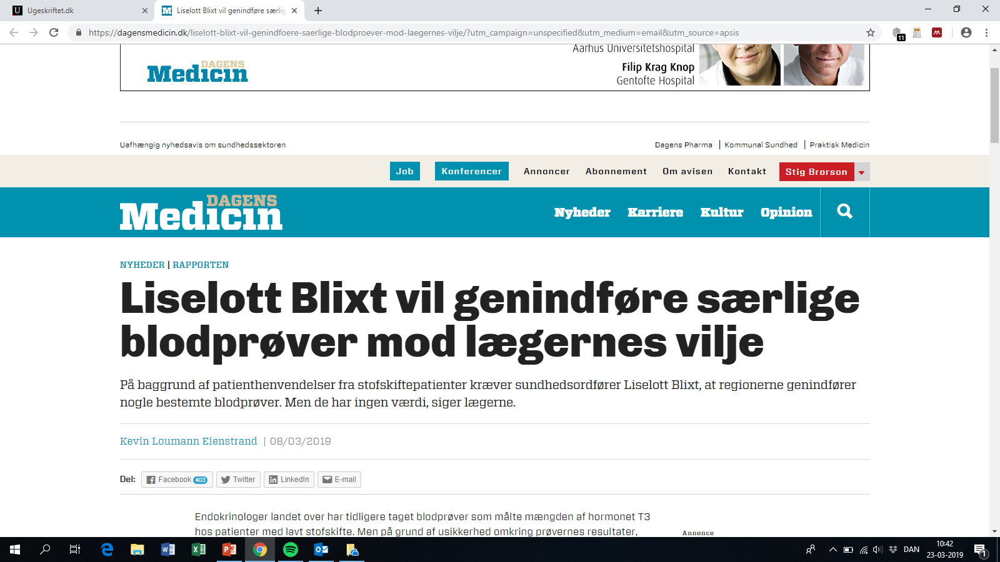 Ugeskriftet.dk
Liselott Blixt vil genindføre særlig
https://dagensmedicin.dk/liselott-blixt-vil-genindfoere-saerlige-blodproever-mod-laegernes-vilje/?utm_campaign=unspecified&utm_medium=email&utm_source=apsis
11
Aarhus Universitetshospital
DAGENS
Medicin
Filip Krag Knop
Gentofte Hospital
Uafhængig nyhedsavis om sundhedssektoren
Dagens Pharma | Kommunal Sundhed | Praktisk Medicin
Job Konferencer Annoncer Abonnement Om avisen Kontakt Stig Brorson
DAGENS
Medicin
Nyheder Karriere Kultur Opinion
NYHEDER | RAPPORTEN
Liselott Blixt vil genindføre særlige
blodprøver mod lægernes vilje
På baggrund af patienthenvendelser fra stofskiftepatienter kræver sundhedsordfører Liselott Blixt, at regionerne genindfører
nogle bestemte blodprøver. Men de har ingen værdi, siger lægerne.
Kevin Loumann Eienstrand | 08/03/2019
Del: Facebook 403 Twitter LinkedIn E-mail
Endokrinologer landet over har tidligere taget blodprøver som målte mængden af hormonet T3
hos patienter med lavt stofskifte. Men på grund af usikkerhed omkring prøvernes resultater,
Annonce
DAN
10:42
23-03-2019
1